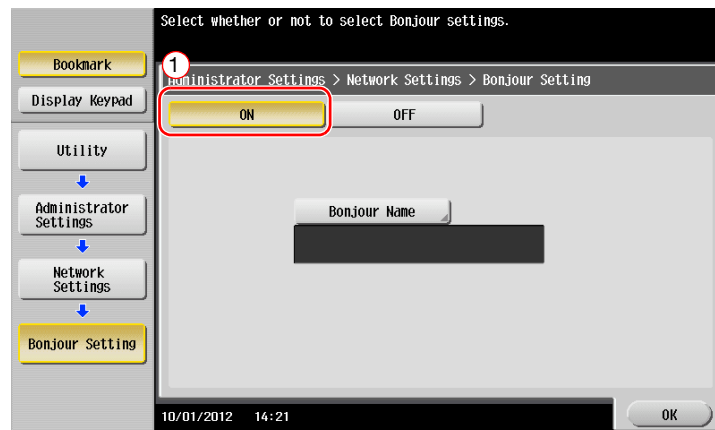 Select whether or not to select Bonjour settings.
Bookmark
Display Keypad
Utility
Administrator
Settings
Network
Settings
Bonjour Setting
1
ministrator Settings > Network Settings > Bonjour Setting
ON
OFF
Bonjour Name
10/01/2012 14:21
OK